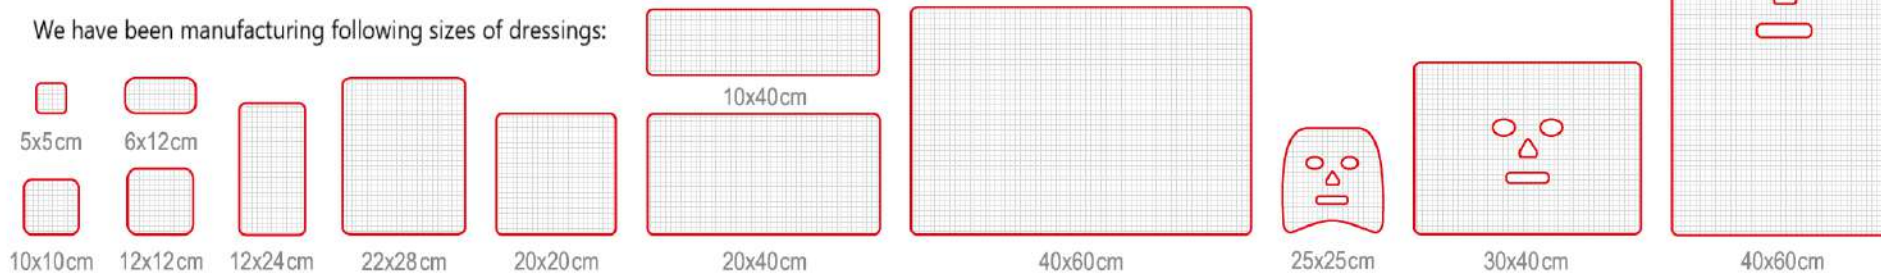 We have been manufacturing following sizes of dressings:
10x40cm
5x5cm
6x12cm
10x10cm
12x12cm
12x24cm
22x28cm
20x20cm
20x40cm
40x60cm
25x25cm
30x40cm
40x60cm